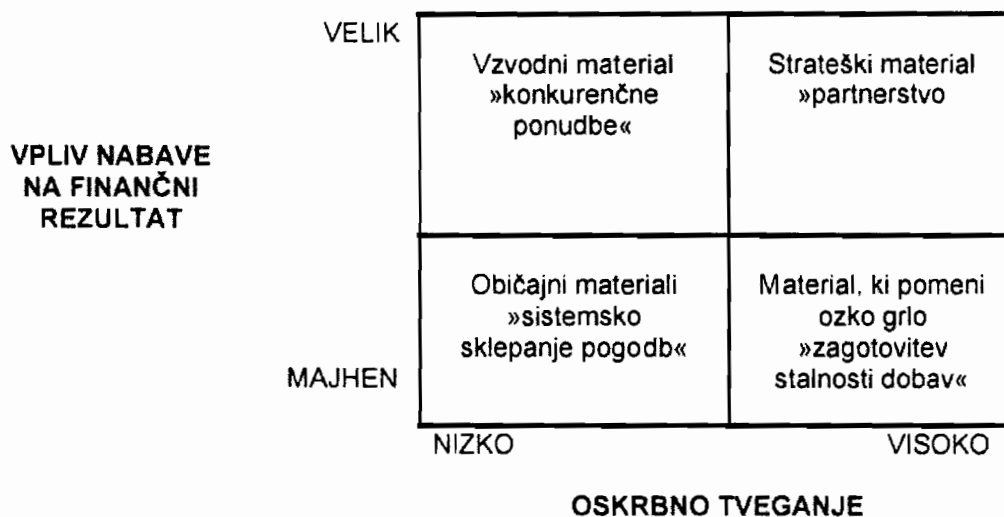 VELIK
Vzvodni material
»konkurenčne
ponudbe«
Strateški material
»partnerstvo
VPLIV NABAVE
NA FINANČNI
REZULTAT
Običajni materiali
»sistemsko
sklepanje pogodb«
Material, ki pomeni
ozko grlo
»zagotovitev
stalnosti dobav«
MAJHEN
NIZKO
VISOKO
OSKRBNO TVEGANJE